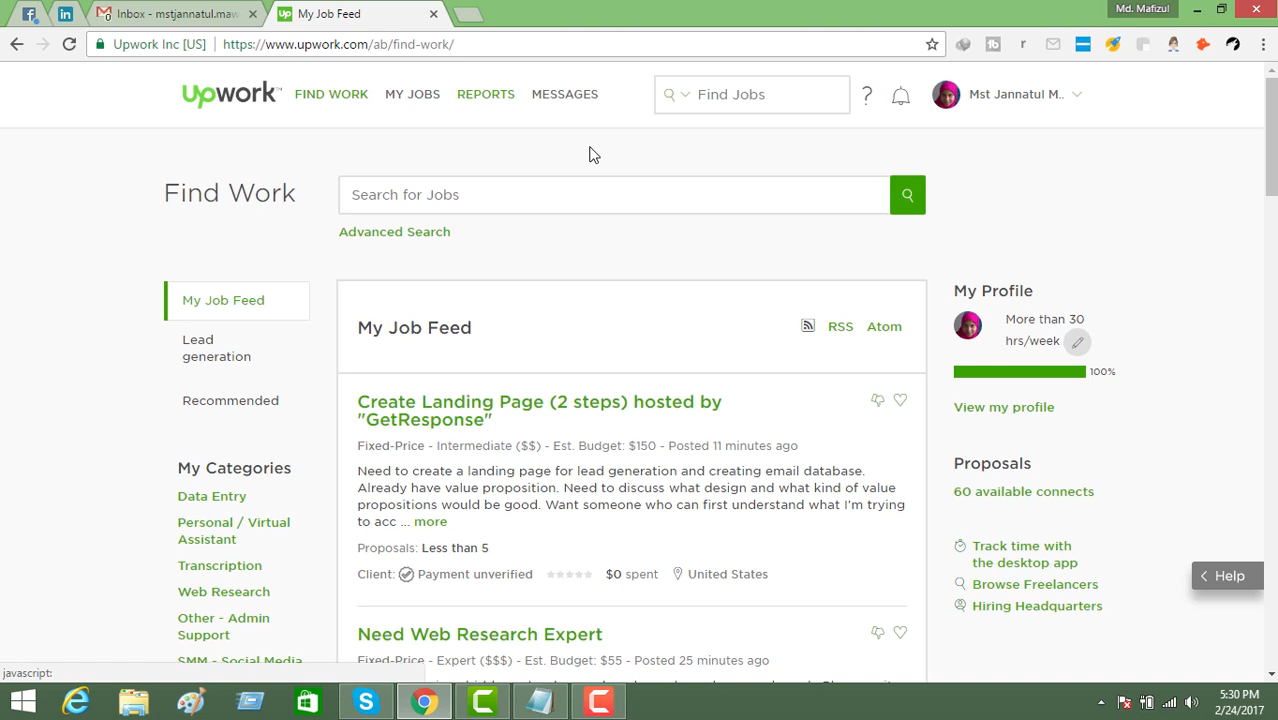 Inbox - mstjannatul.maw
My Job Feed
Md. Mafizul
Upwork Inc [US]
https://www.upwork.com/ab/find-work/
Upwork™
FIND WORK
MY JOBS
REPORTS
MESSAGES
Find Jobs
Mst Jannatul M..
Find Work
Search for Jobs
Advanced Search
My Job Feed
Lead
generation
Recommended
My Categories
Data Entry
Personal / Virtual
Assistant
Transcription
Web Research
Other - Admin
Support
SMM - Social Media
My Job Feed
RSS
Atom
Create Landing Page (2 steps) hosted by
"GetResponse"
Fixed-Price - Intermediate ($$) - Est. Budget: $150 - Posted 11 minutes ago
Need to create a landing page for lead generation and creating email database.
Already have value proposition. Need to discuss what design and what kind of value
propositions would be good. Want someone who can first understand what I'm trying
to acc ... more
Proposals: Less than 5
Client: Payment unverified $0 spent United States
Need Web Research Expert
Fixed-Price - Expert ($$$) - Est. Budget: $55 - Posted 25 minutes ago
My Profile
More than 30
hrs/week
100%
View my profile
Proposals
60 available connects
Track time with
the desktop app
Browse Freelancers
Hiring Headquarters
Help
javascript:
5:30 PM
2/24/2017